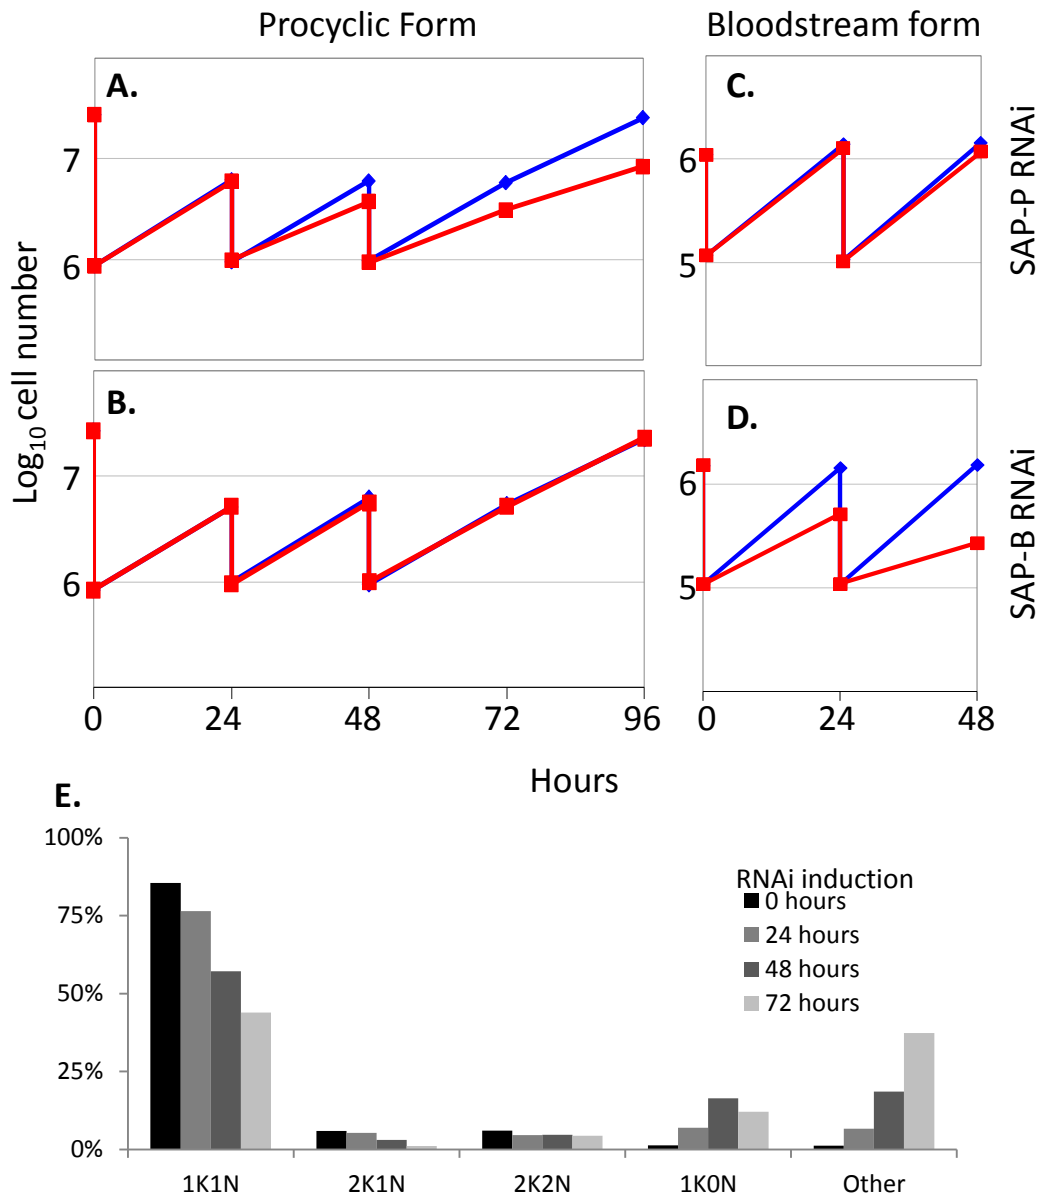 Procyclic Form
Bloodstream form
A.
C.
7
6
6
5
SAP-P RNAi
Log10 cell number
B.
D.
7
6
6
5
SAP-B RNAi
0 24 48 72 96
0 24 48
Hours
E.
100%
75%
50%
25%
0%
RNAi induction
0 hours
24 hours
48 hours
72 hours
1K1N 2K1N 2K2N 1K0N Other